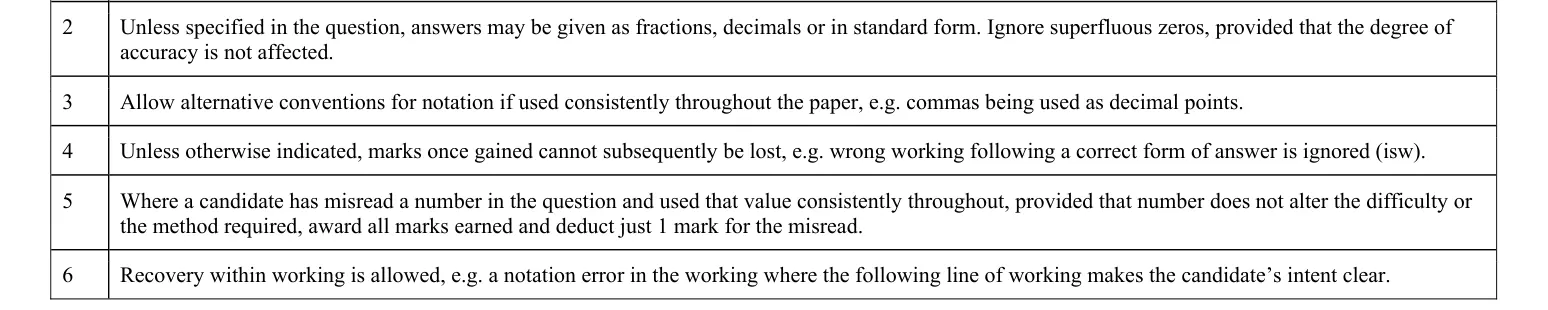 2 Unless specified in the question, answers may be given as fractions, decimals or in standard form. Ignore superfluous zeros, provided that the degree of
accuracy is not affected.
3 Allow alternative conventions for notation if used consistently throughout the paper, e.g. commas being used as decimal points.
4 Unless otherwise indicated, marks once gained cannot subsequently be lost, e.g. wrong working following a correct form of answer is ignored (isw).
5 Where a candidate has misread a number in the question and used that value consistently throughout, provided that number does not alter the difficulty or
the method required, award all marks earned and deduct just 1 mark for the misread.
6 Recovery within working is allowed, e.g. a notation error in the working where the following line of working makes the candidate’s intent clear.